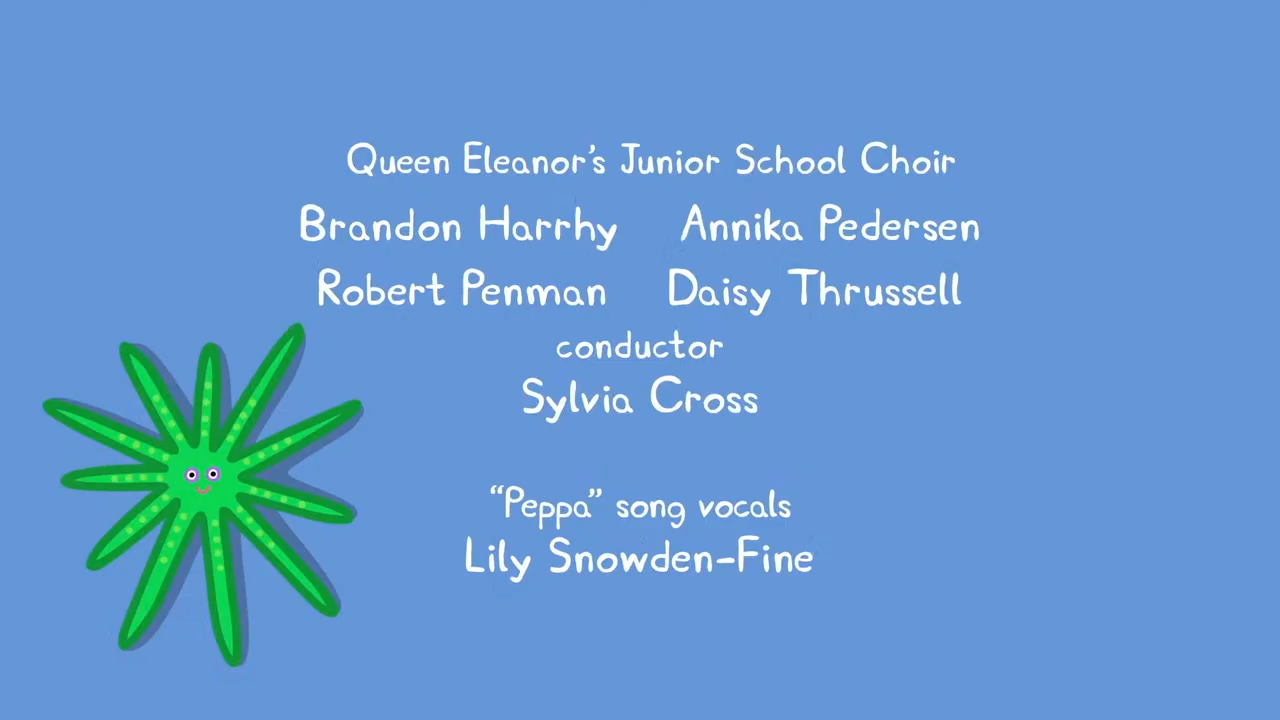 Queen Eleanor's Junior School Choir
Brandon Harrhy Annika Pedersen
Robert Penman Daisy Thrussell
conductor
Sylvia Cross
“Peppa” song vocals
Lily Snowden-Fine